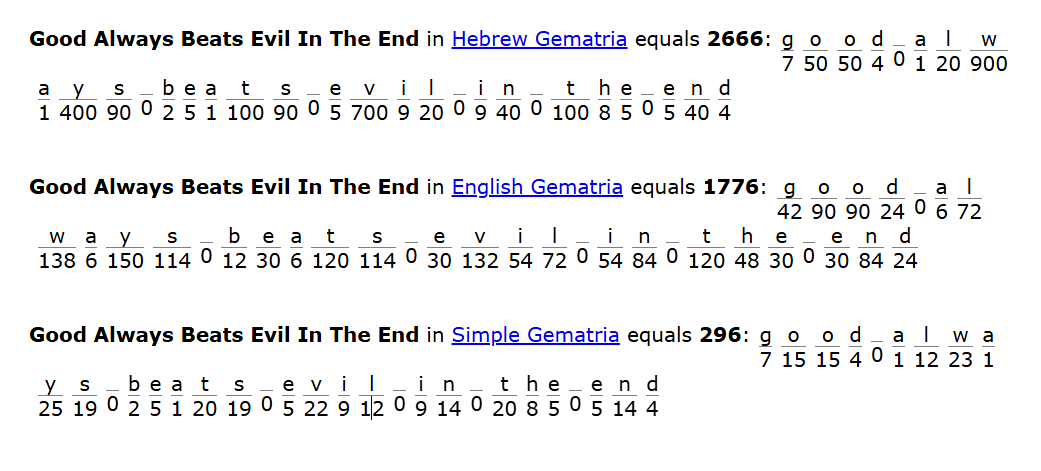 Good Always Beats Evil In The End in Hebrew Gematria equals 2666: g o o d _ a l w
7 50 50 4 0 1 20 900
a y s _ b e a t s _ e v i l _ i n _ t h e _ e n d
1 400 90 0 2 5 1 100 90 0 5 700 9 20 0 9 40 0 100 8 5 0 5 40 4
Good Always Beats Evil In The End in English Gematria equals 1776: g o o d _ a l
42 90 90 24 0 6 72
w a y s _ b e a t s _ e v i l _ i n _ t h e _ e n d
138 6 150 114 0 12 30 6 120 114 0 30 132 54 72 0 54 84 0 120 48 30 0 30 84 24
Good Always Beats Evil In The End in Simple Gematria equals 296: g o o d _ a l w a
7 15 15 4 0 1 12 23 1
y s _ b e a t s _ e v i l _ i n _ t h e _ e n d
25 19 0 2 5 1 20 19 0 5 22 9 12 0 9 14 0 20 8 5 0 5 14 4